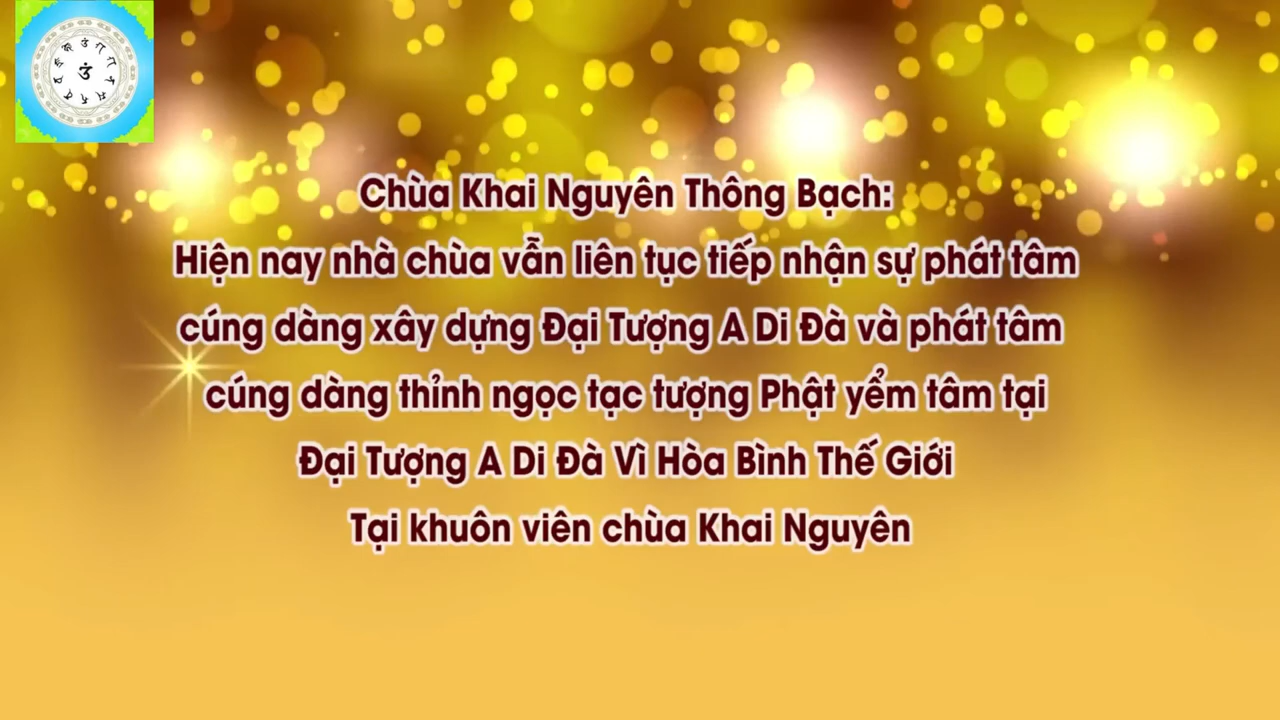 Chùa Khai Nguyên Thông Bạch:
Hiện nay nhà chùa vẫn liên tục tiếp nhận sự phát tâm
cúng dàng xây dựng Đại Tượng A Di Đà và phát tâm
cúng dàng thỉnh ngọc tạc tượng Phật yểm tâm tại
Đại Tượng A Di Đà Vì Hòa Bình Thế Giới
Tại khuôn viên chùa Khai Nguyên